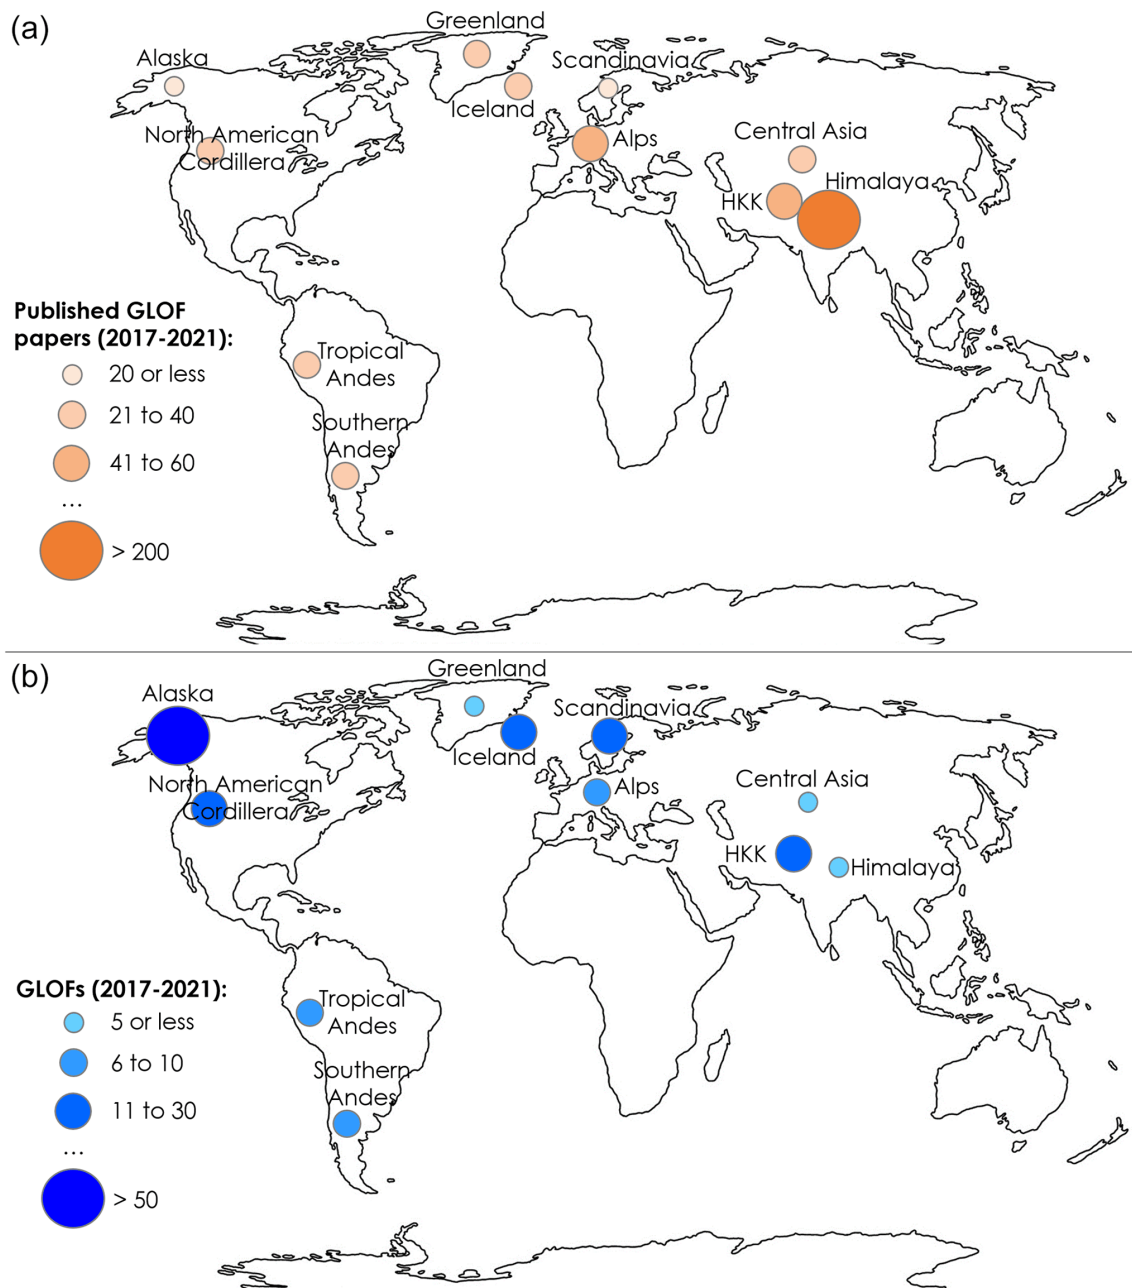 (a)
Greenland
Alaska
Scandinavia
Iceland
North American
Cordillera
Alps
Central Asia
Himalaya
HKK
Published GLOF
papers (2017-2021):
20 or less
21 to 40
41 to 60
...
> 200
Tropical
Andes
Southern
Andes
(b)
Greenland
Alaska
Scandinavia
Iceland
North American
Cordillera
Alps
Central Asia
HKK
Himalaya
GLOFs (2017-2021):
5 or less
6 to 10
11 to 30
...
> 50
Tropical
Andes
Southern
Andes